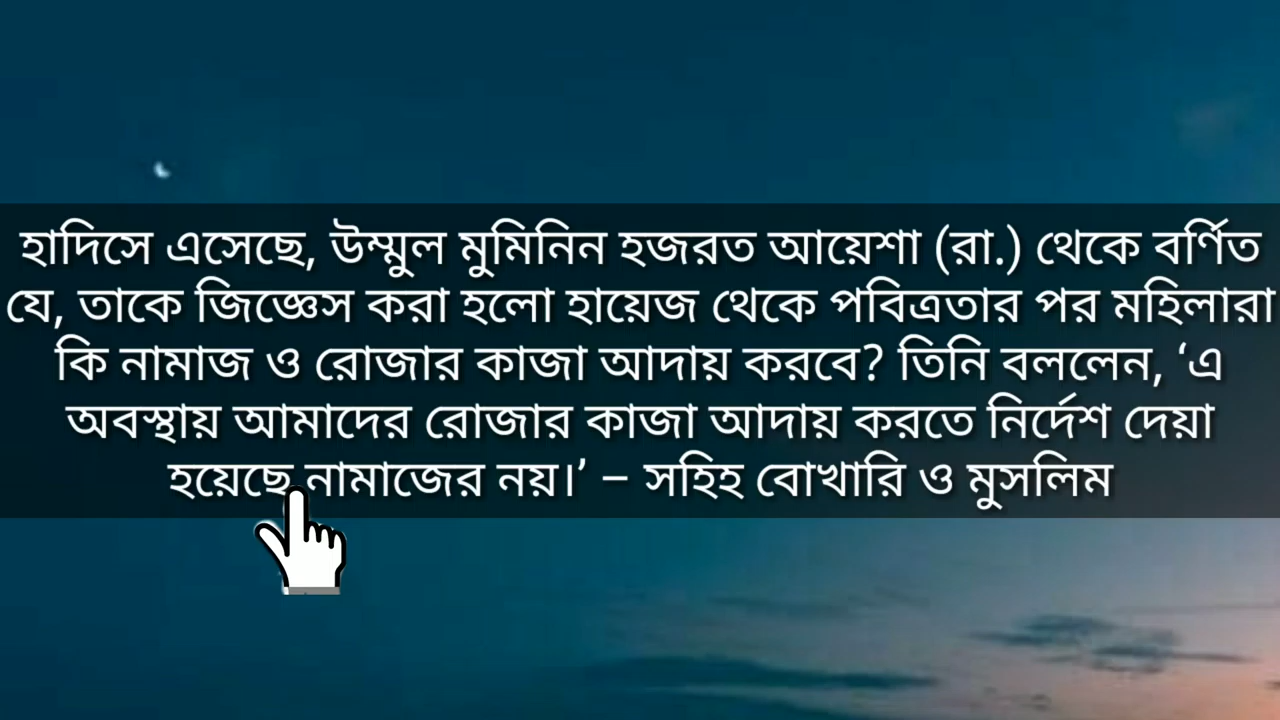 হাদিসে এসেছে, উম্মুল মুমিনিন হজরত আয়েশা (রা.) থেকে বর্ণিত
যে, তাকে জিজ্ঞেস করা হলো হায়েজ থেকে পবিত্রতার পর মহিলারা
কি নামাজ ও রোজার কাজা আদায় করবে? তিনি বললেন, ‘এ
অবস্থায় আমাদের রোজার কাজা আদায় করতে নির্দেশ দেয়া
হয়েছে নামাজের নয়।’ – সহিহ বোখারি ও মুসলিম